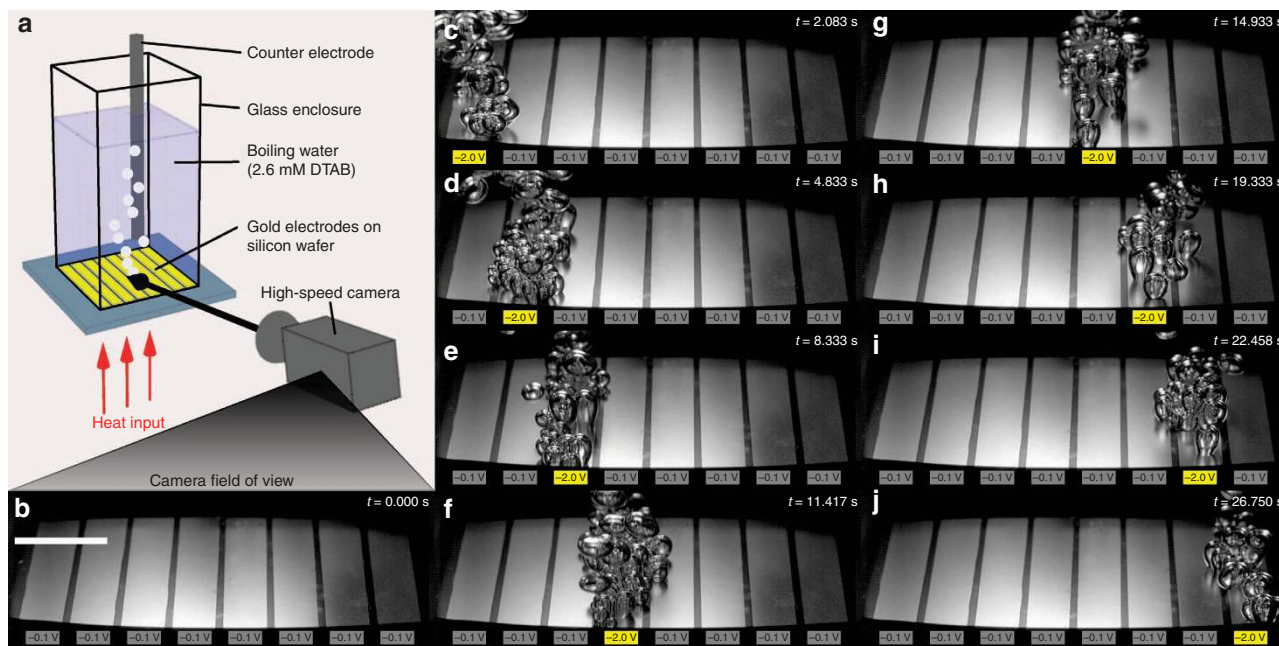 a
Counter electrode
Glass enclosure
Boiling water
(2.6 mM DTAB)
Gold electrodes on
silicon wafer
High-speed camera
Heat input
Camera field of view
b
t = 0.000 s
–0.1 V –0.1 V –0.1 V –0.1 V –0.1 V –0.1 V –0.1 V –0.1 V
c
t = 2.083 s
–2.0 V –0.1 V –0.1 V –0.1 V –0.1 V –0.1 V –0.1 V –0.1 V
d
t = 4.833 s
–0.1 V –2.0 V –0.1 V –0.1 V –0.1 V –0.1 V –0.1 V –0.1 V
e
t = 8.333 s
–0.1 V –0.1 V –2.0 V –0.1 V –0.1 V –0.1 V –0.1 V –0.1 V
f
t = 11.417 s
–0.1 V –0.1 V –0.1 V –2.0 V –0.1 V –0.1 V –0.1 V –0.1 V
g
t = 14.933 s
–0.1 V –0.1 V –0.1 V –0.1 V –2.0 V –0.1 V –0.1 V –0.1 V
h
t = 19.333 s
–0.1 V –0.1 V –0.1 V –0.1 V –0.1 V –2.0 V –0.1 V –0.1 V
i
t = 22.458 s
–0.1 V –0.1 V –0.1 V –0.1 V –0.1 V –0.1 V –2.0 V –0.1 V
j
t = 26.750 s
–0.1 V –0.1 V –0.1 V –0.1 V –0.1 V –0.1 V –0.1 V –2.0 V